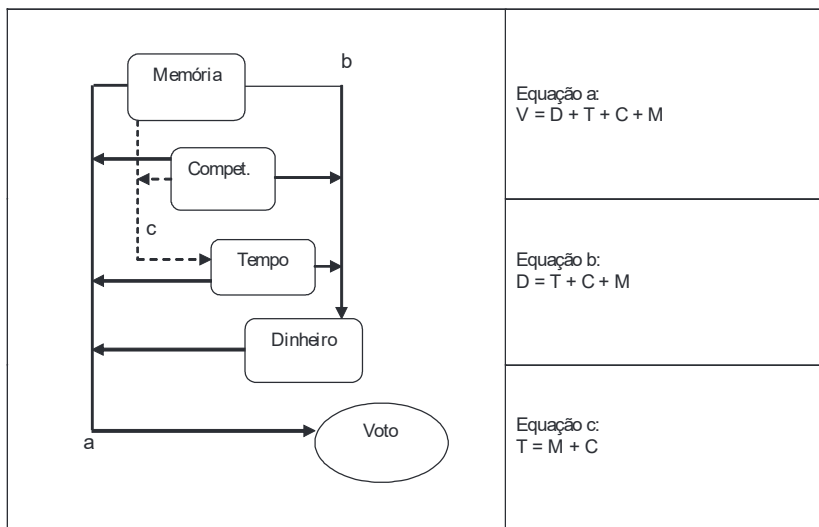 Memória
b
Compet.
c
Tempo
Dinheiro
Voto
a
Equação a:
V = D + T + C + M
Equação b:
D = T + C + M
Equação c:
T = M + C